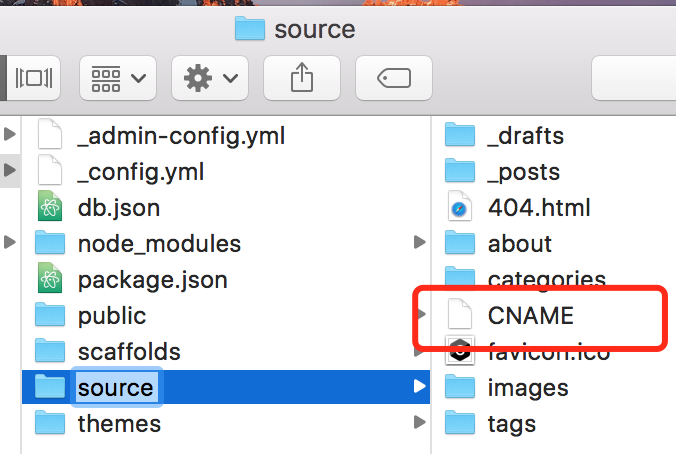 source
_admin-config.yml
_config.yml
db.json
node_modules
package.json
public
scaffolds
source
themes
_drafts
_posts
404.html
about
categories
CNAME
favicon.ico
images
tags